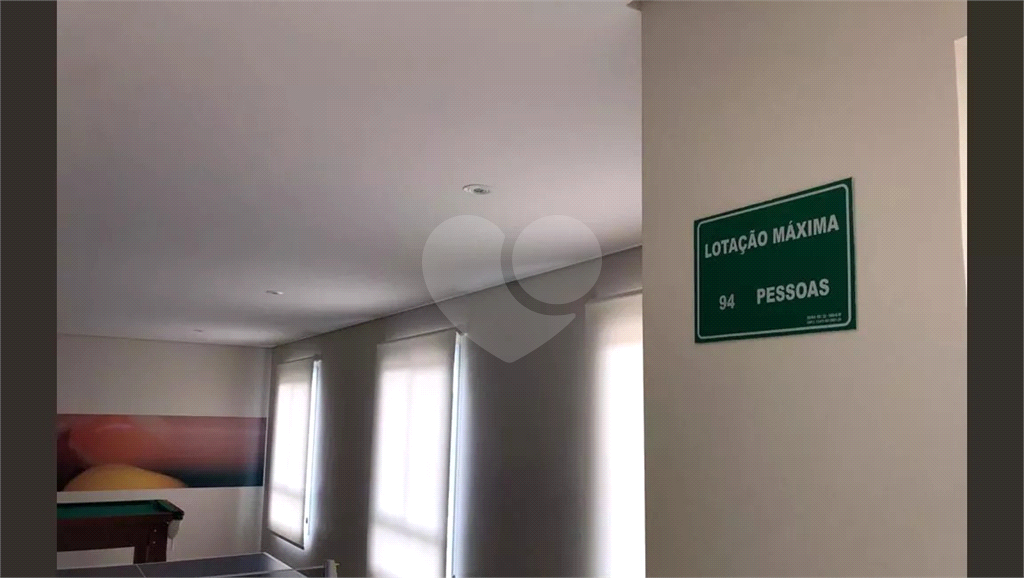 LOTAÇÃO MÁXIMA
94 PESSOAS